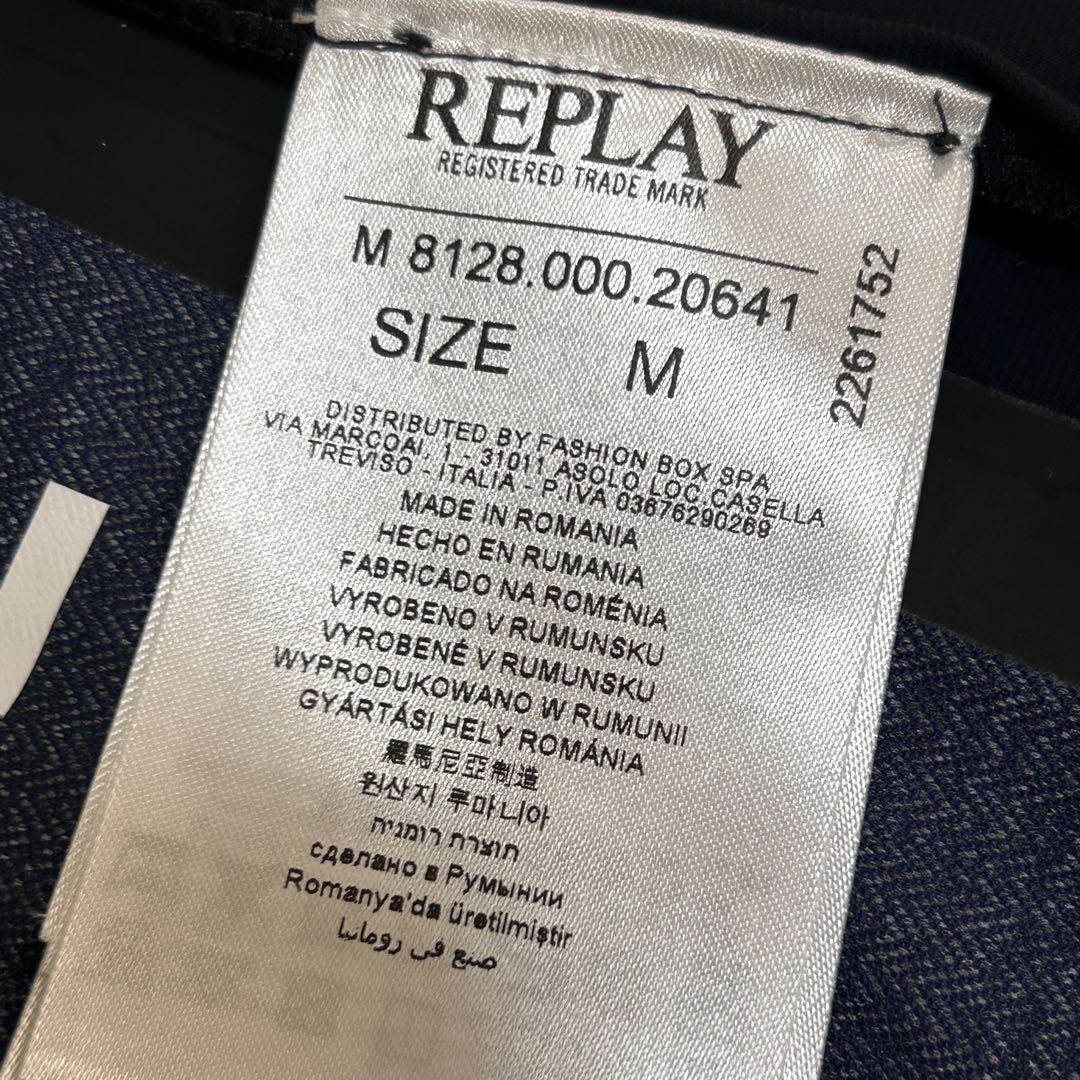 REPLAY
REGISTERED TRADE MARK
M 8128.000.20641
2261752
SIZE M
DISTRIBUTED BY FASHION BOX SPA
VIA MARCOAI, 1 - 31011 ASOLO LOC.CASELLA
TREVISO - ITALIA - P.IVA 03676290269
MADE IN ROMANIA
HECHO EN RUMANIA
FABRICADO NA ROMÉNIA
VYROBENO V RUMUNSKU
VYROBENÉ V RUMUNSKU
WYPRODUKOWANO W RUMUNII
GYÁRTÁSI HELY ROMÁNIA
羅馬尼亞制造
원산지 루마니아
תוצרת רומניה
сделано в Румынии
Romanya'da üretilmiştir
صنع في رومانيا